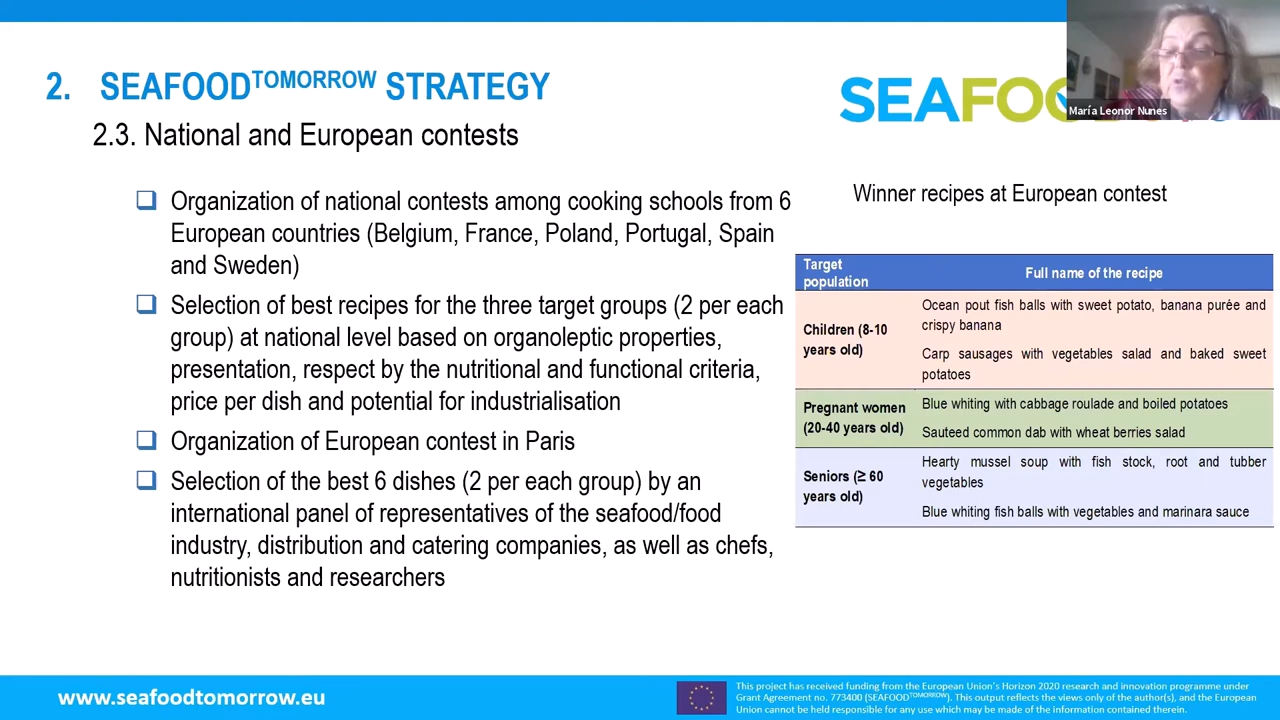 2. SEAFOODTOMORROW STRATEGY
2.3. National and European contests
Organization of national contests among cooking schools from 6
European countries (Belgium, France, Poland, Portugal, Spain
and Sweden)
Selection of best recipes for the three target groups (2 per each
group) at national level based on organoleptic properties,
presentation, respect by the nutritional and functional criteria,
price per dish and potential for industrialisation
Organization of European contest in Paris
Selection of the best 6 dishes (2 per each group) by an
international panel of representatives of the seafood/food
industry, distribution and catering companies, as well as chefs,
nutritionists and researchers
SEAFOO
María Leonor Nunes
Winner recipes at European contest
Target
population
Full name of the recipe
Children (8-10
years old)
Ocean pout fish balls with sweet potato, banana purée and
crispy banana
Carp sausages with vegetables salad and baked sweet
potatoes
Pregnant women
(20-40 years old)
Blue whiting with cabbage roulade and boiled potatoes
Sauteed common dab with wheat berries salad
Seniors (≥ 60
years old)
Hearty mussel soup with fish stock, root and tuber
vegetables
Blue whiting fish balls with vegetables and marinara sauce
www.seafoodtomorrow.eu
This project has received funding from the European Union's Horizon 2020 research and innovation programme under
Grant Agreement no. 773400 (SEAFOODTOMORROW). This output reflects the views only of the author(s), and the European
Union cannot be held responsible for any use which may be made of the information contained therein.